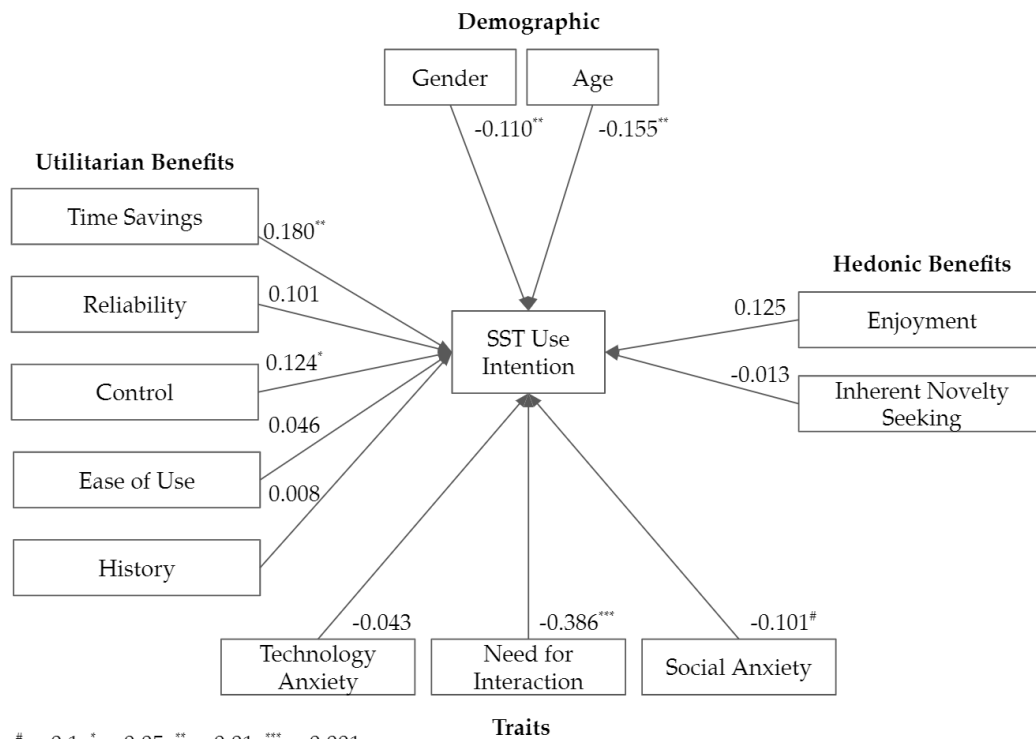 Demographic
Gender
Age
-0.110**
-0.155**
Utilitarian Benefits
Time Savings
0.180**
Reliability
0.101
Control
0.124*
Ease of Use
0.046
History
0.008
SST Use
Intention
Hedonic Benefits
0.125
Enjoyment
-0.013
Inherent Novelty
Seeking
-0.043
Technology
Anxiety
-0.386***
Need for
Interaction
-0.101#
Social Anxiety
Traits